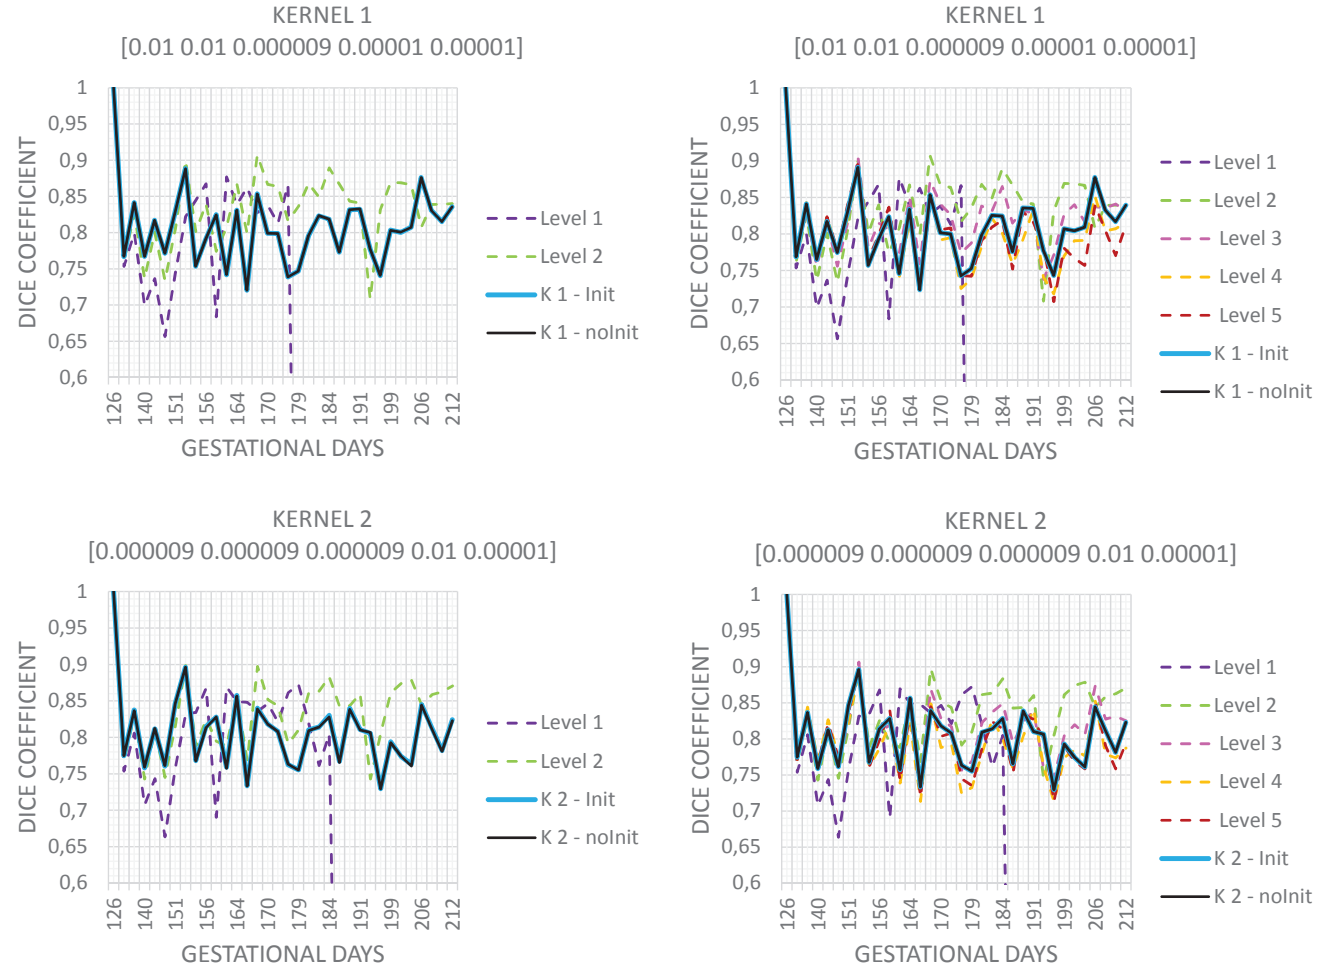 KERNEL 1
[0.01 0.01 0.000009 0.00001 0.00001]
DICE COEFFICIENT
1
0,95
0,9
0,85
0,8
0,75
0,7
0,65
0,6
126
140
151
156
164
170
179
184
196
199
206
212
GESTATIONAL DAYS
Level 1
Level 2
K 1 - Init
K 1 - noInit
KERNEL 1
[0.01 0.01 0.000009 0.00001 0.00001]
DICE COEFFICIENT
1
0,95
0,9
0,85
0,8
0,75
0,7
0,65
0,6
126
140
151
156
164
170
179
184
196
199
206
212
GESTATIONAL DAYS
Level 1
Level 2
Level 3
Level 4
Level 5
K 1 - Init
K 1 - noInit
KERNEL 2
[0.000009 0.000009 0.000009 0.01 0.00001]
DICE COEFFICIENT
1
0,95
0,9
0,85
0,8
0,75
0,7
0,65
0,6
126
140
151
156
164
170
179
184
196
199
206
212
GESTATIONAL DAYS
Level 1
Level 2
K 2 - Init
K 2 - noInit
KERNEL 2
[0.000009 0.000009 0.000009 0.01 0.00001]
DICE COEFFICIENT
1
0,95
0,9
0,85
0,8
0,75
0,7
0,65
0,6
126
140
151
156
164
170
179
184
196
199
206
212
GESTATIONAL DAYS
Level 1
Level 2
Level 3
Level 4
Level 5
K 2 - Init
K 2 - noInit